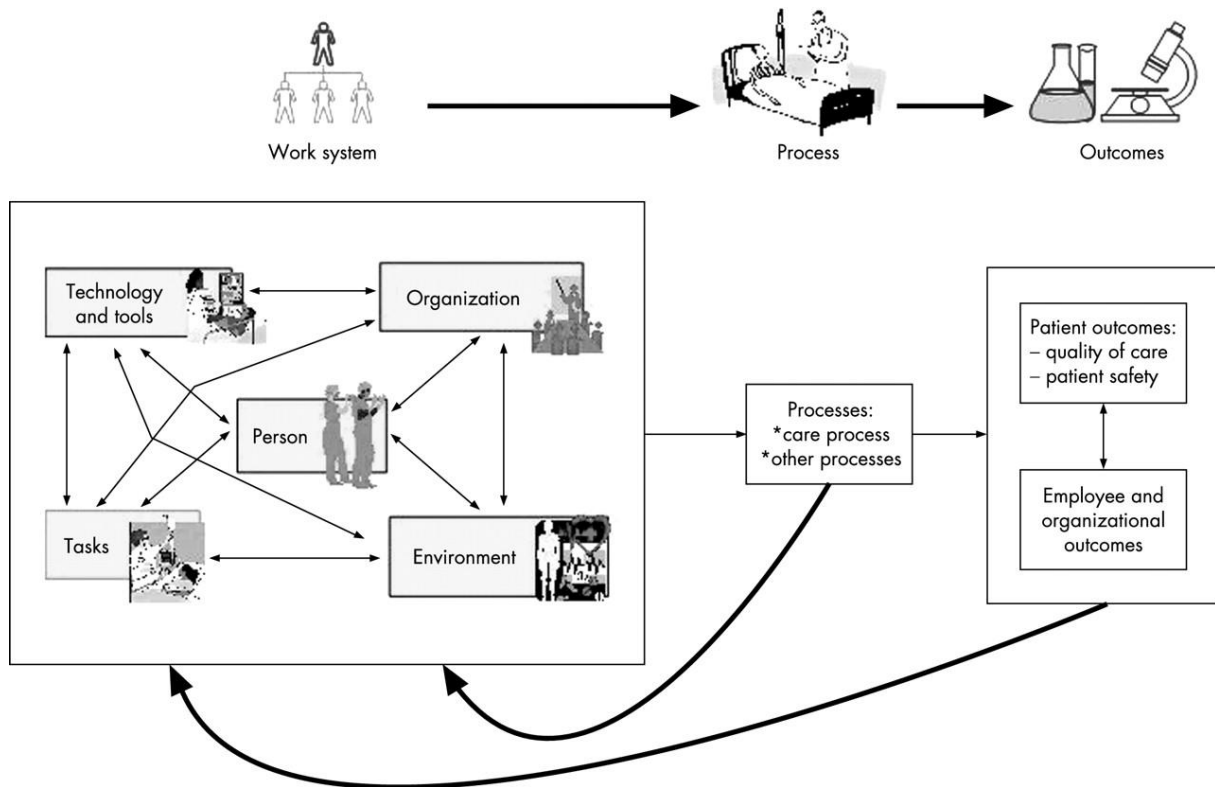 Work system
Process
Outcomes
Technology
and tools
Organization
Person
Tasks
Environment
Processes:
*care process
*other processes
Patient outcomes:
– quality of care
– patient safety
Employee and
organizational
outcomes